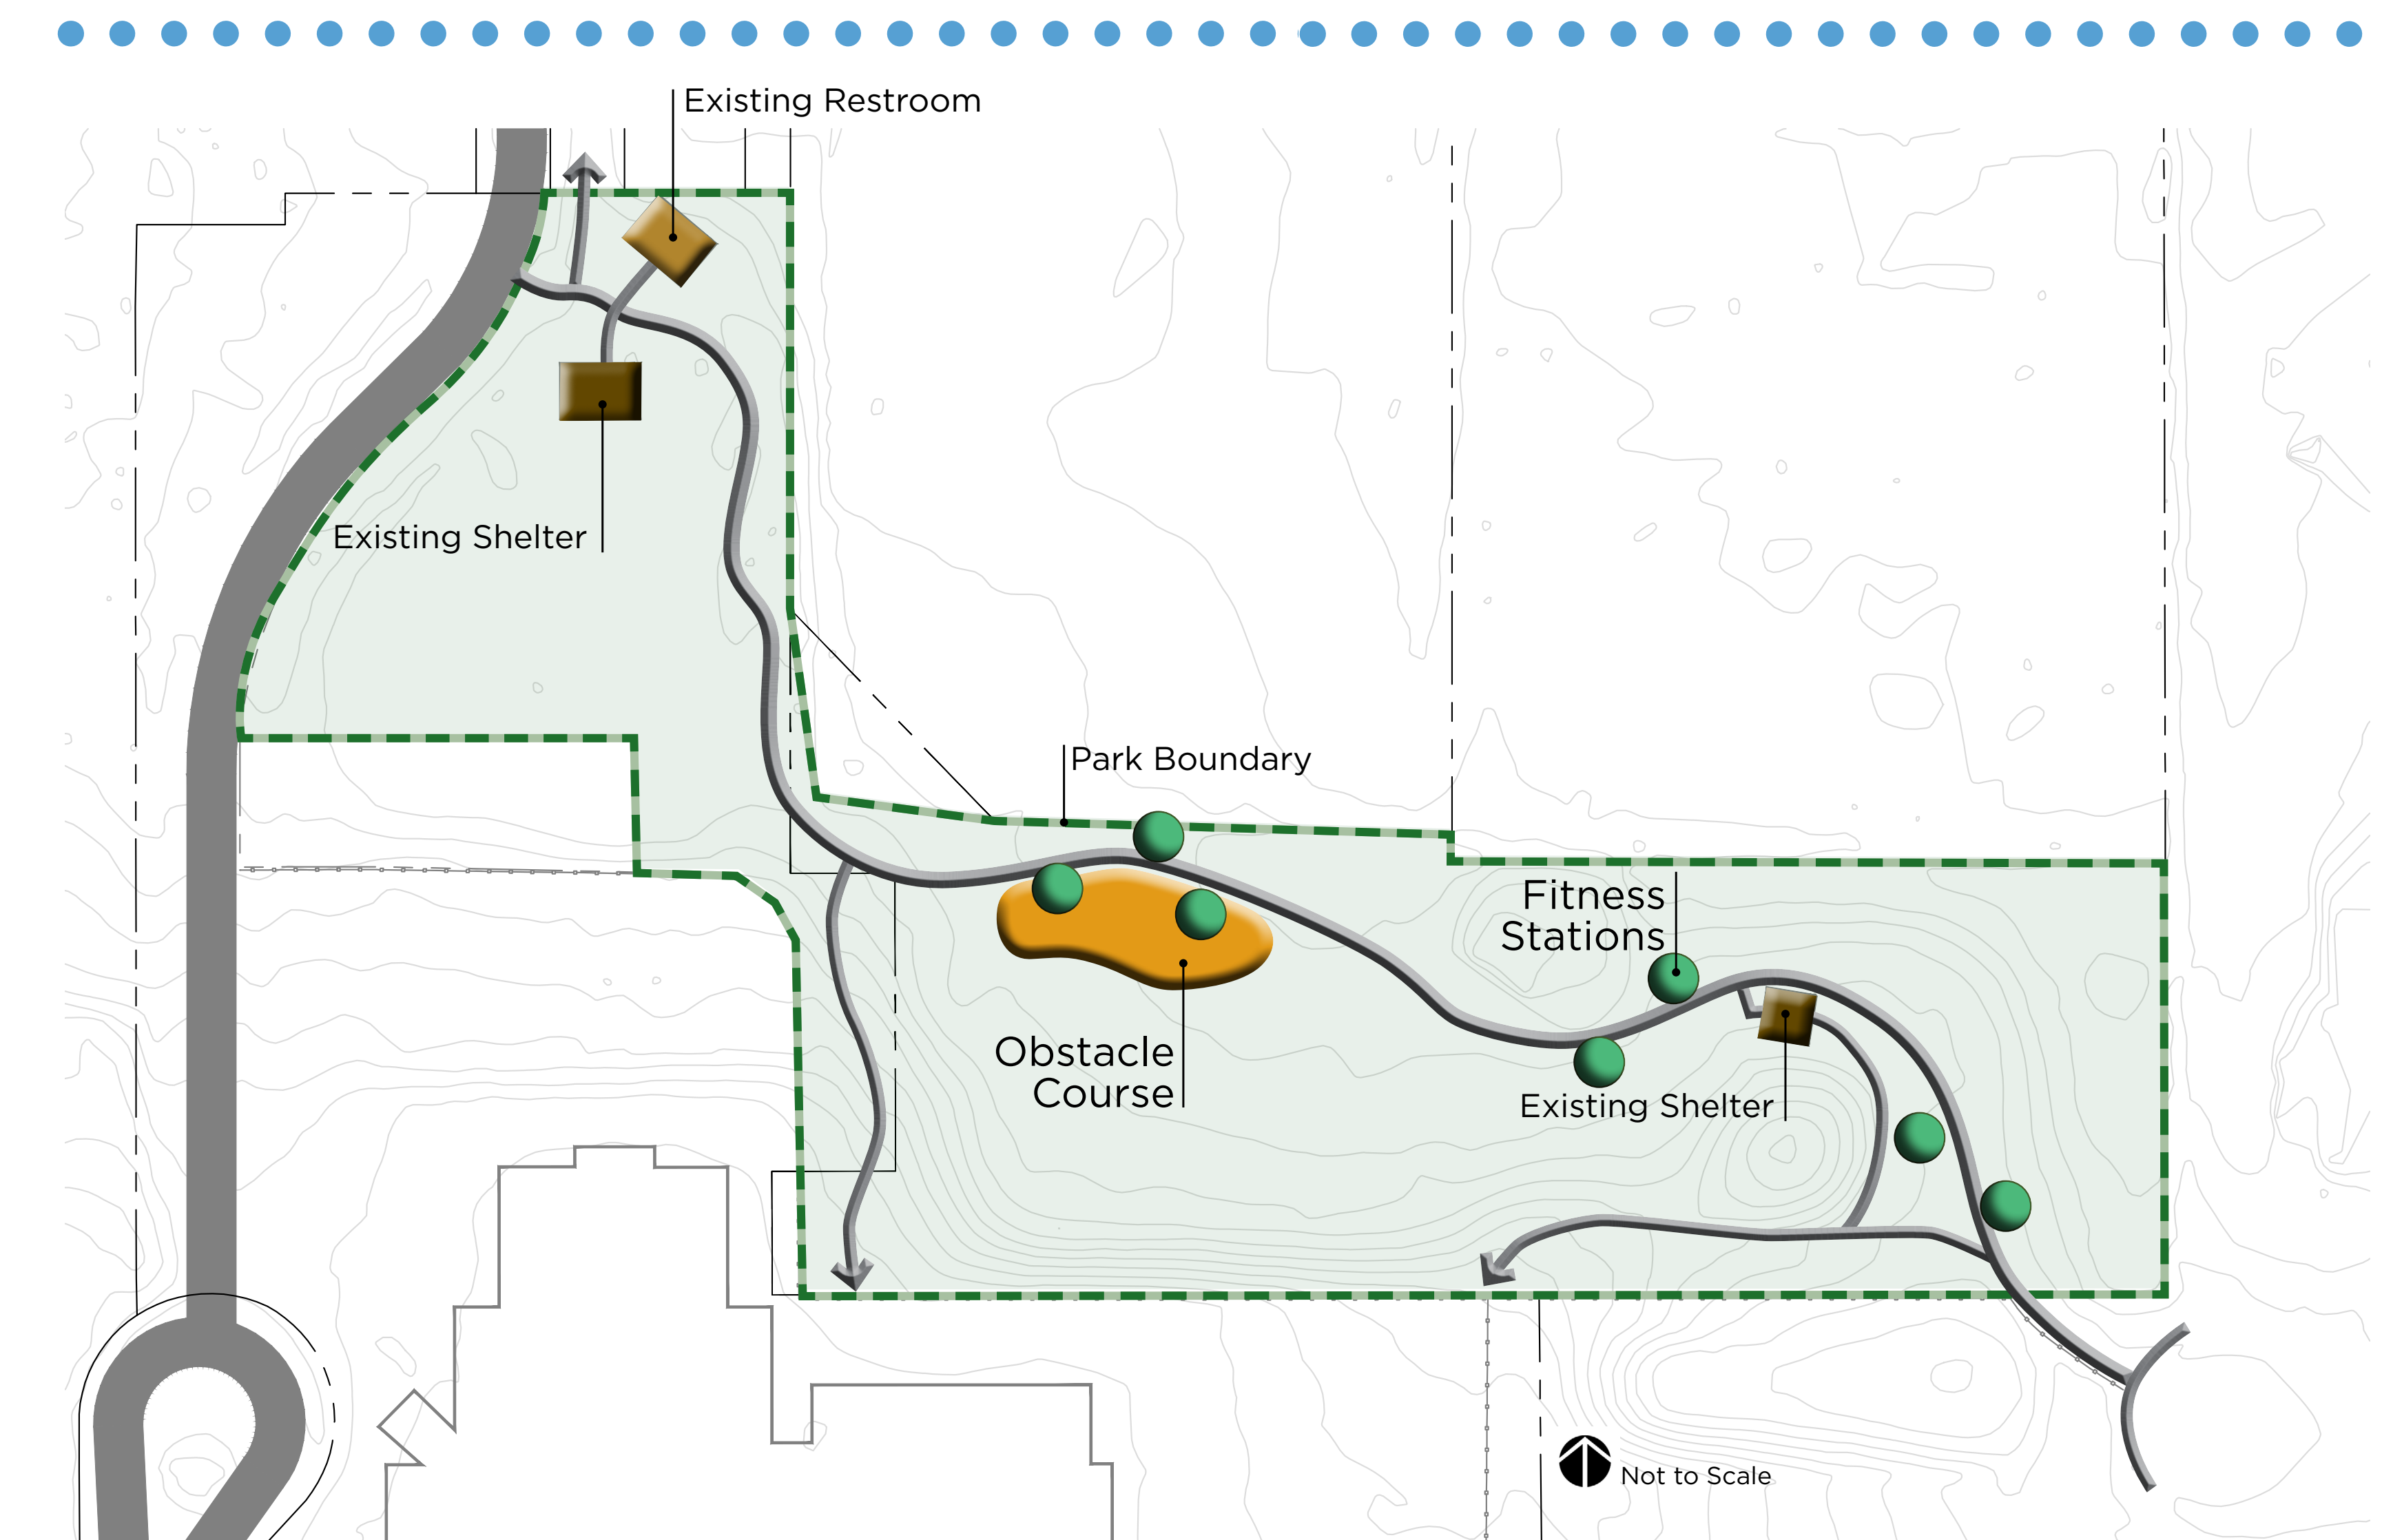 Existing Restroom
Existing Shelter
Park Boundary
Fitness
Stations
Obstacle
Course
Existing Shelter
Not to Scale